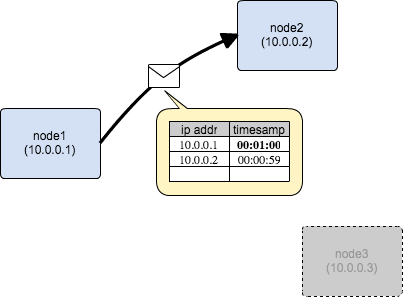 node2
(10.0.0.2)
node1
(10.0.0.1)
ip addr timesamp
10.0.0.1 00:01:00
10.0.0.2 00:00:59
node3
(10.0.0.3)